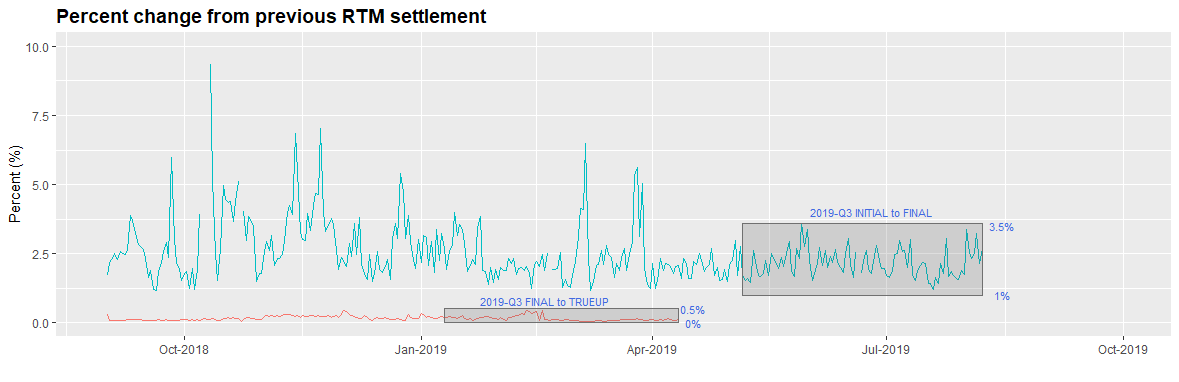 Percent change from previous RTM settlement
Percent (%)
10.0
7.5
5.0
2.5
0.0
2019-Q3 INITIAL to FINAL
3.5%
1%
2019-Q3 FINAL to TRUEUP
0.5%
0%
Oct-2018
Jan-2019
Apr-2019
Jul-2019
Oct-2019